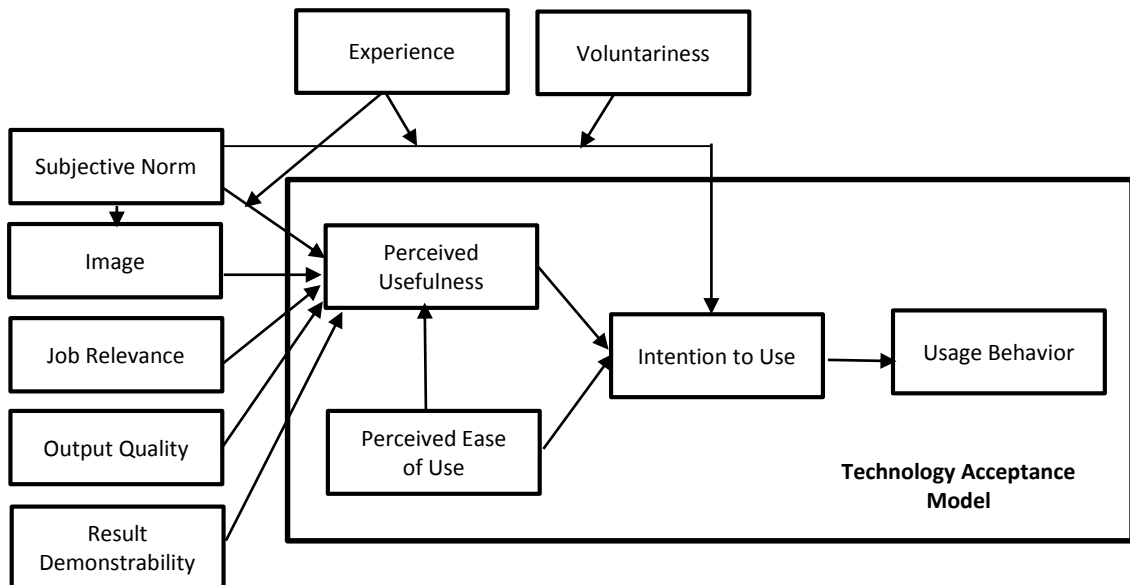 Experience
Voluntariness
Subjective Norm
Image
Perceived
Usefulness
Job Relevance
Intention to Use
Usage Behavior
Output Quality
Perceived Ease
of Use
Technology Acceptance
Model
Result
Demonstrability